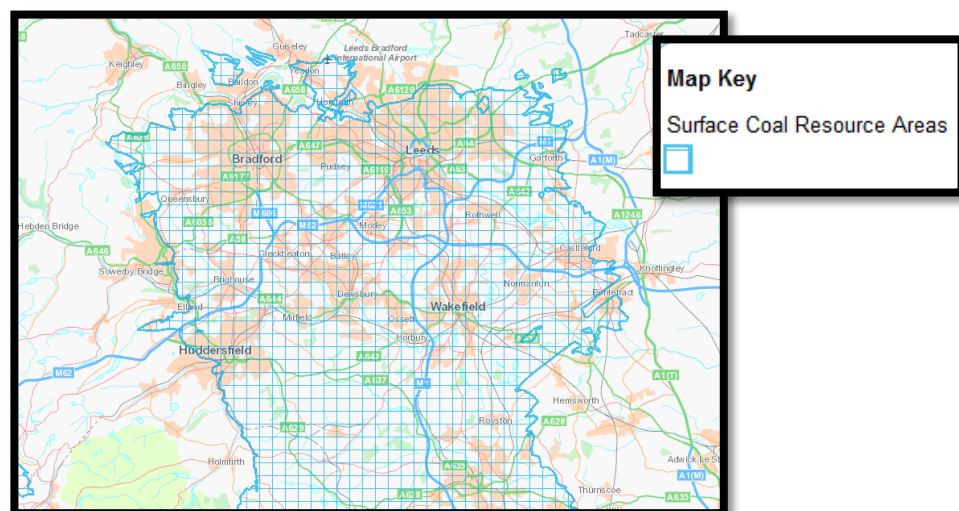 Tadcaster
Guiseley
Leeds Bradford
International Airport
Keighley
A650
Bingley
Baildon
Yeadon
A658
Shipley
Horsforth
A6120
A629
A647
Leeds
A64
M1
Bradford
Pudsey
A6110
A63
Garforth
A1(M)
A6177
A642
Queensbury
M606
M621
A653
Rothwell
A1246
Hebden Bridge
A6036
M62
Morley
A58
A646
Cleckheaton
Batley
Castleford
Sowerby Bridge
Knottingley
Brighouse
Normanton
Pontefract
Dewsbury
A644
Elland
Wakefield
Mirfield
Ossett
Horbury
Huddersfield
A642
M62
A637
M1
A1(T)
Hemsworth
A629
Royston
A628
Holmfirth
Adwick Le St
A1(M)
A628
Thurnscoe
A635
Map Key
Surface Coal Resource Areas